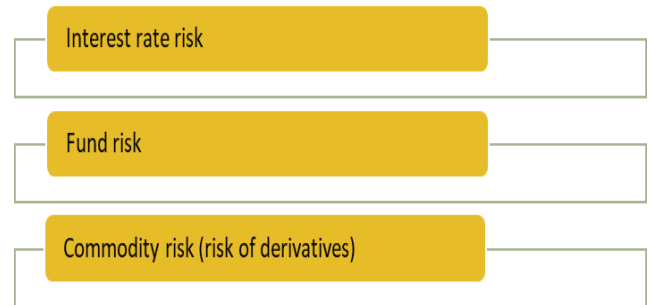 Interest rate risk
Fund risk
Commodity risk (risk of derivatives)